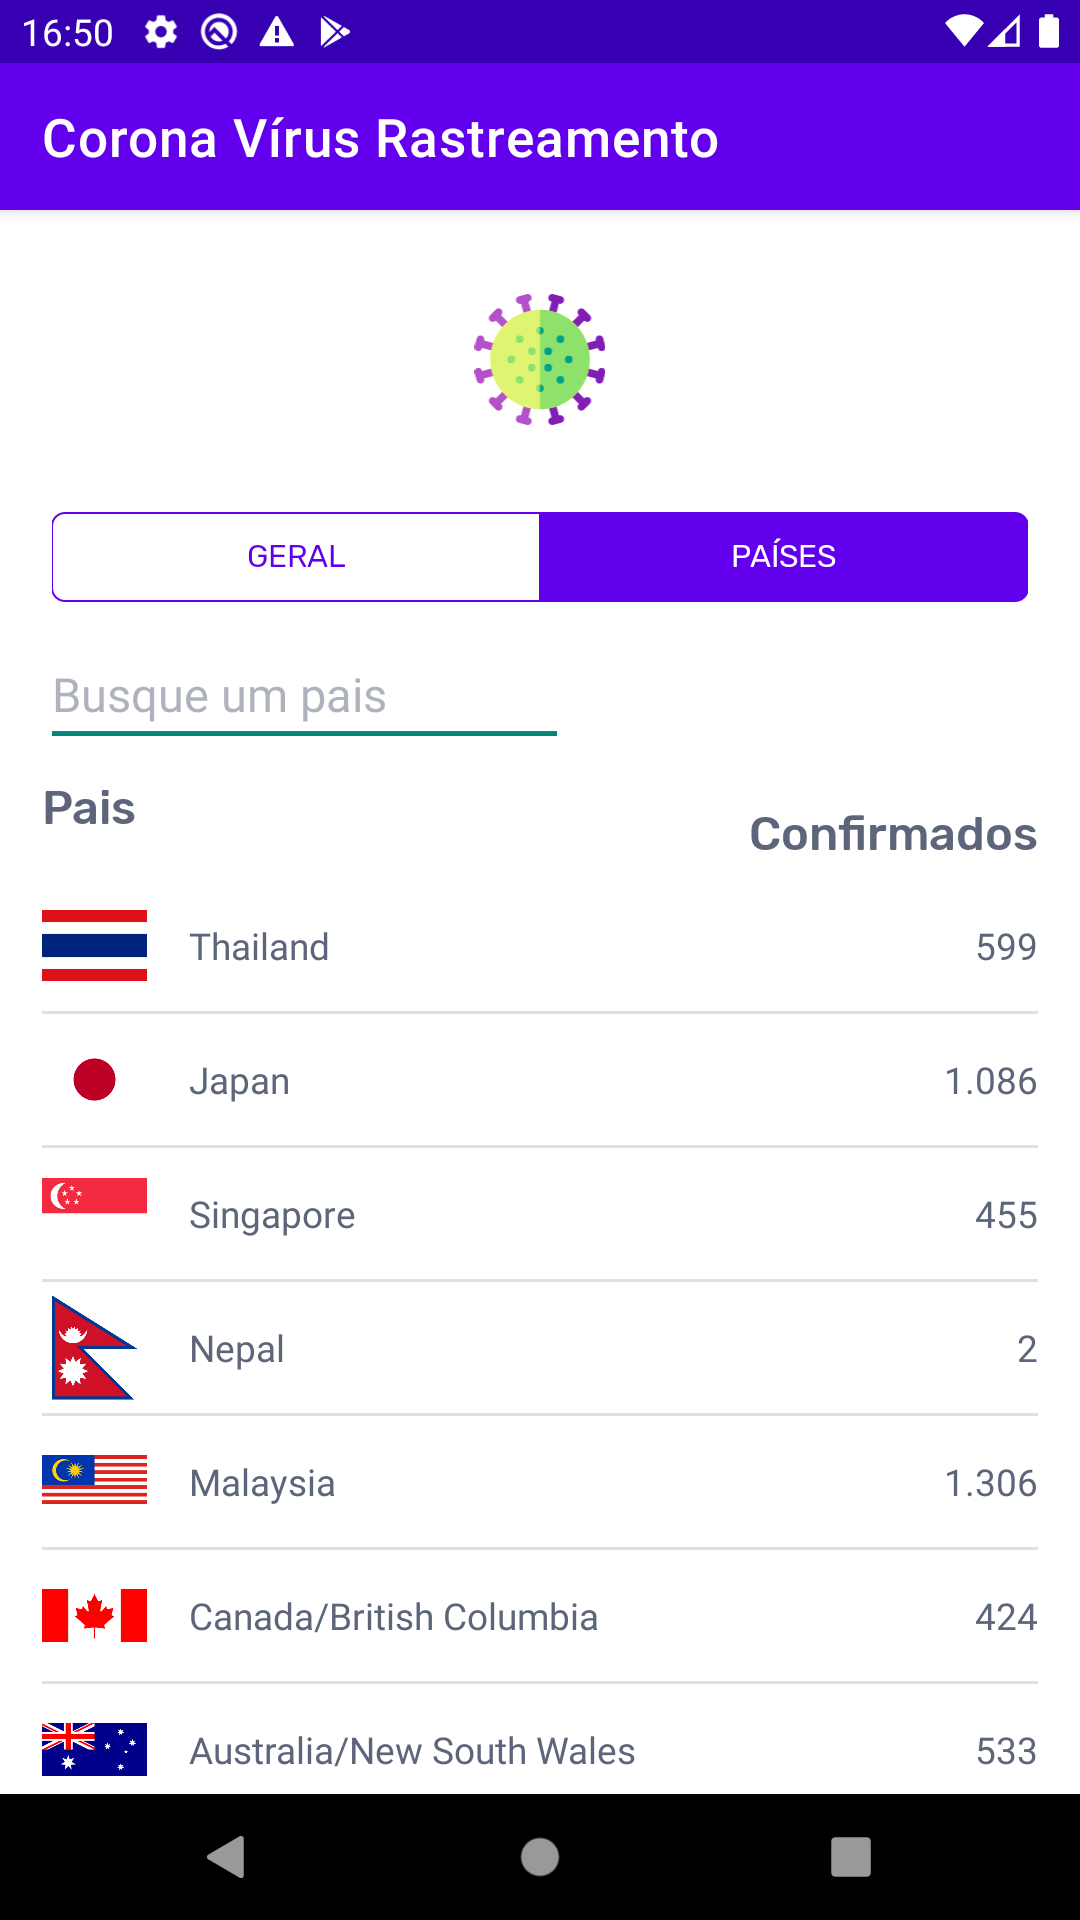 16:50
Corona Vírus Rastreamento
GERAL PAÍSES
Busque um pais
Pais Confirmados
Thailand 599
Japan 1.086
Singapore 455
Nepal 2
Malaysia 1.306
Canada/British Columbia 424
Australia/New South Wales 533